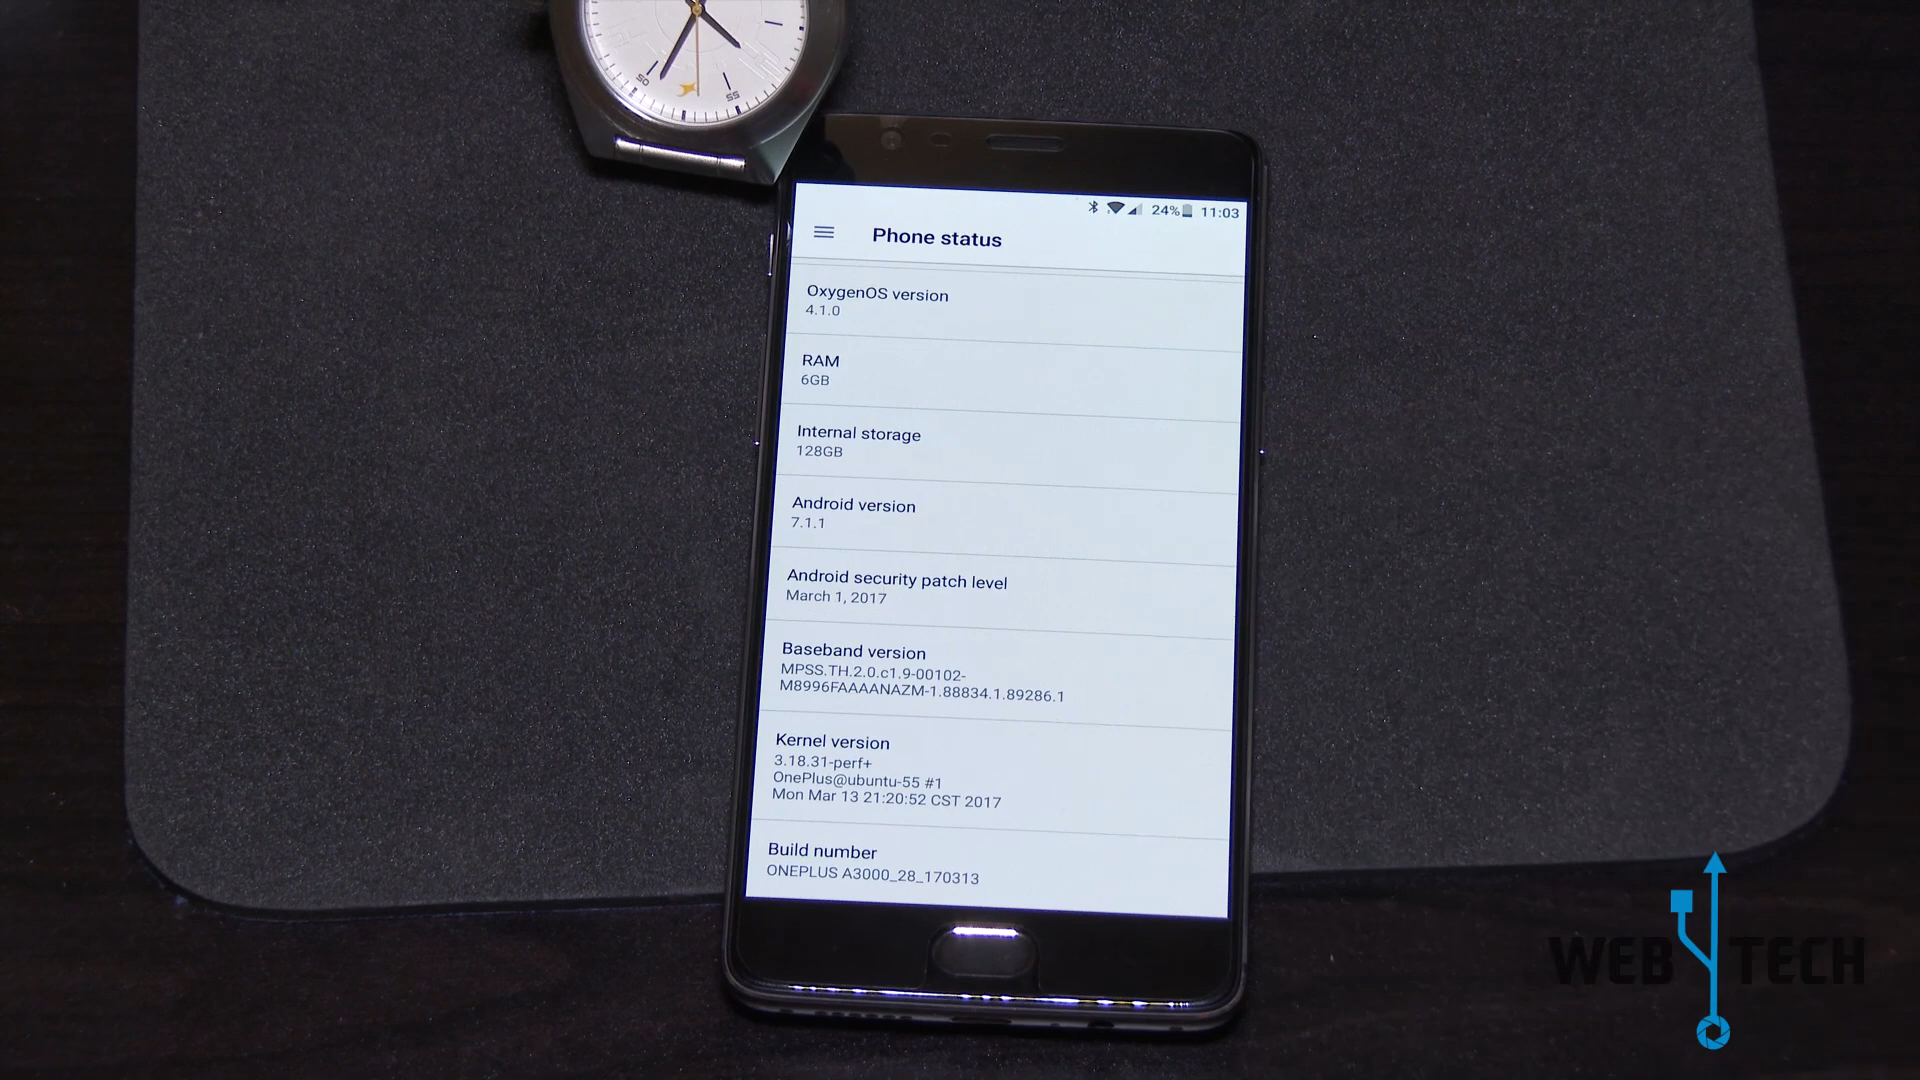 50
55
24% 11:03
Phone status
OxygenOS version
4.1.0
RAM
6GB
Internal storage
128GB
Android version
7.1.1
Android security patch level
March 1, 2017
Baseband version
MPSS.TH.2.0.c1.9-00102-
M8996FAAAANAZM-1.88834.1.89286.1
Kernel version
3.18.31-perf+
OnePlus@ubuntu-55 #1
Mon Mar 13 21:20:52 CST 2017
Build number
ONEPLUS A3000_28_170313
WEB TECH